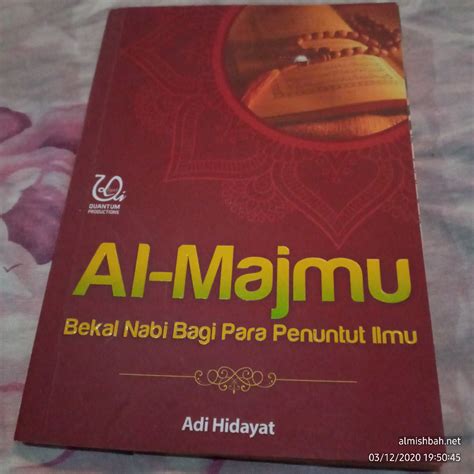 QUANTUM
PRODUCTIONS
Al-Majmu
Bekal Nabi Bagi Para Penuntut Ilmu
Adi Hidayat
almishbah.net
03/12/2020 19:50:45